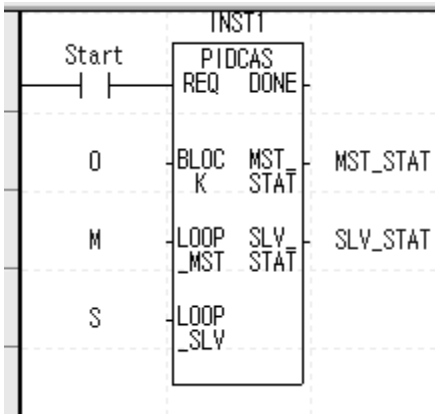 INST1
Start
PIDCAS
REQ DONE
0 BLOC MST_ MST_STAT
K STAT
M LOOP SLV_ SLV_STAT
_MST STAT
S LOOP
_SLV